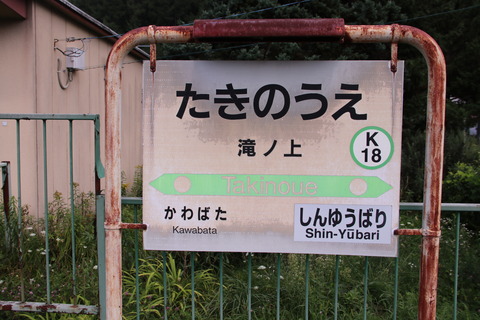 たきのうえ
滝ノ上
K
18
Takinoue
かわばた
Kawabata
しんゆうばり
Shin-Yūbari